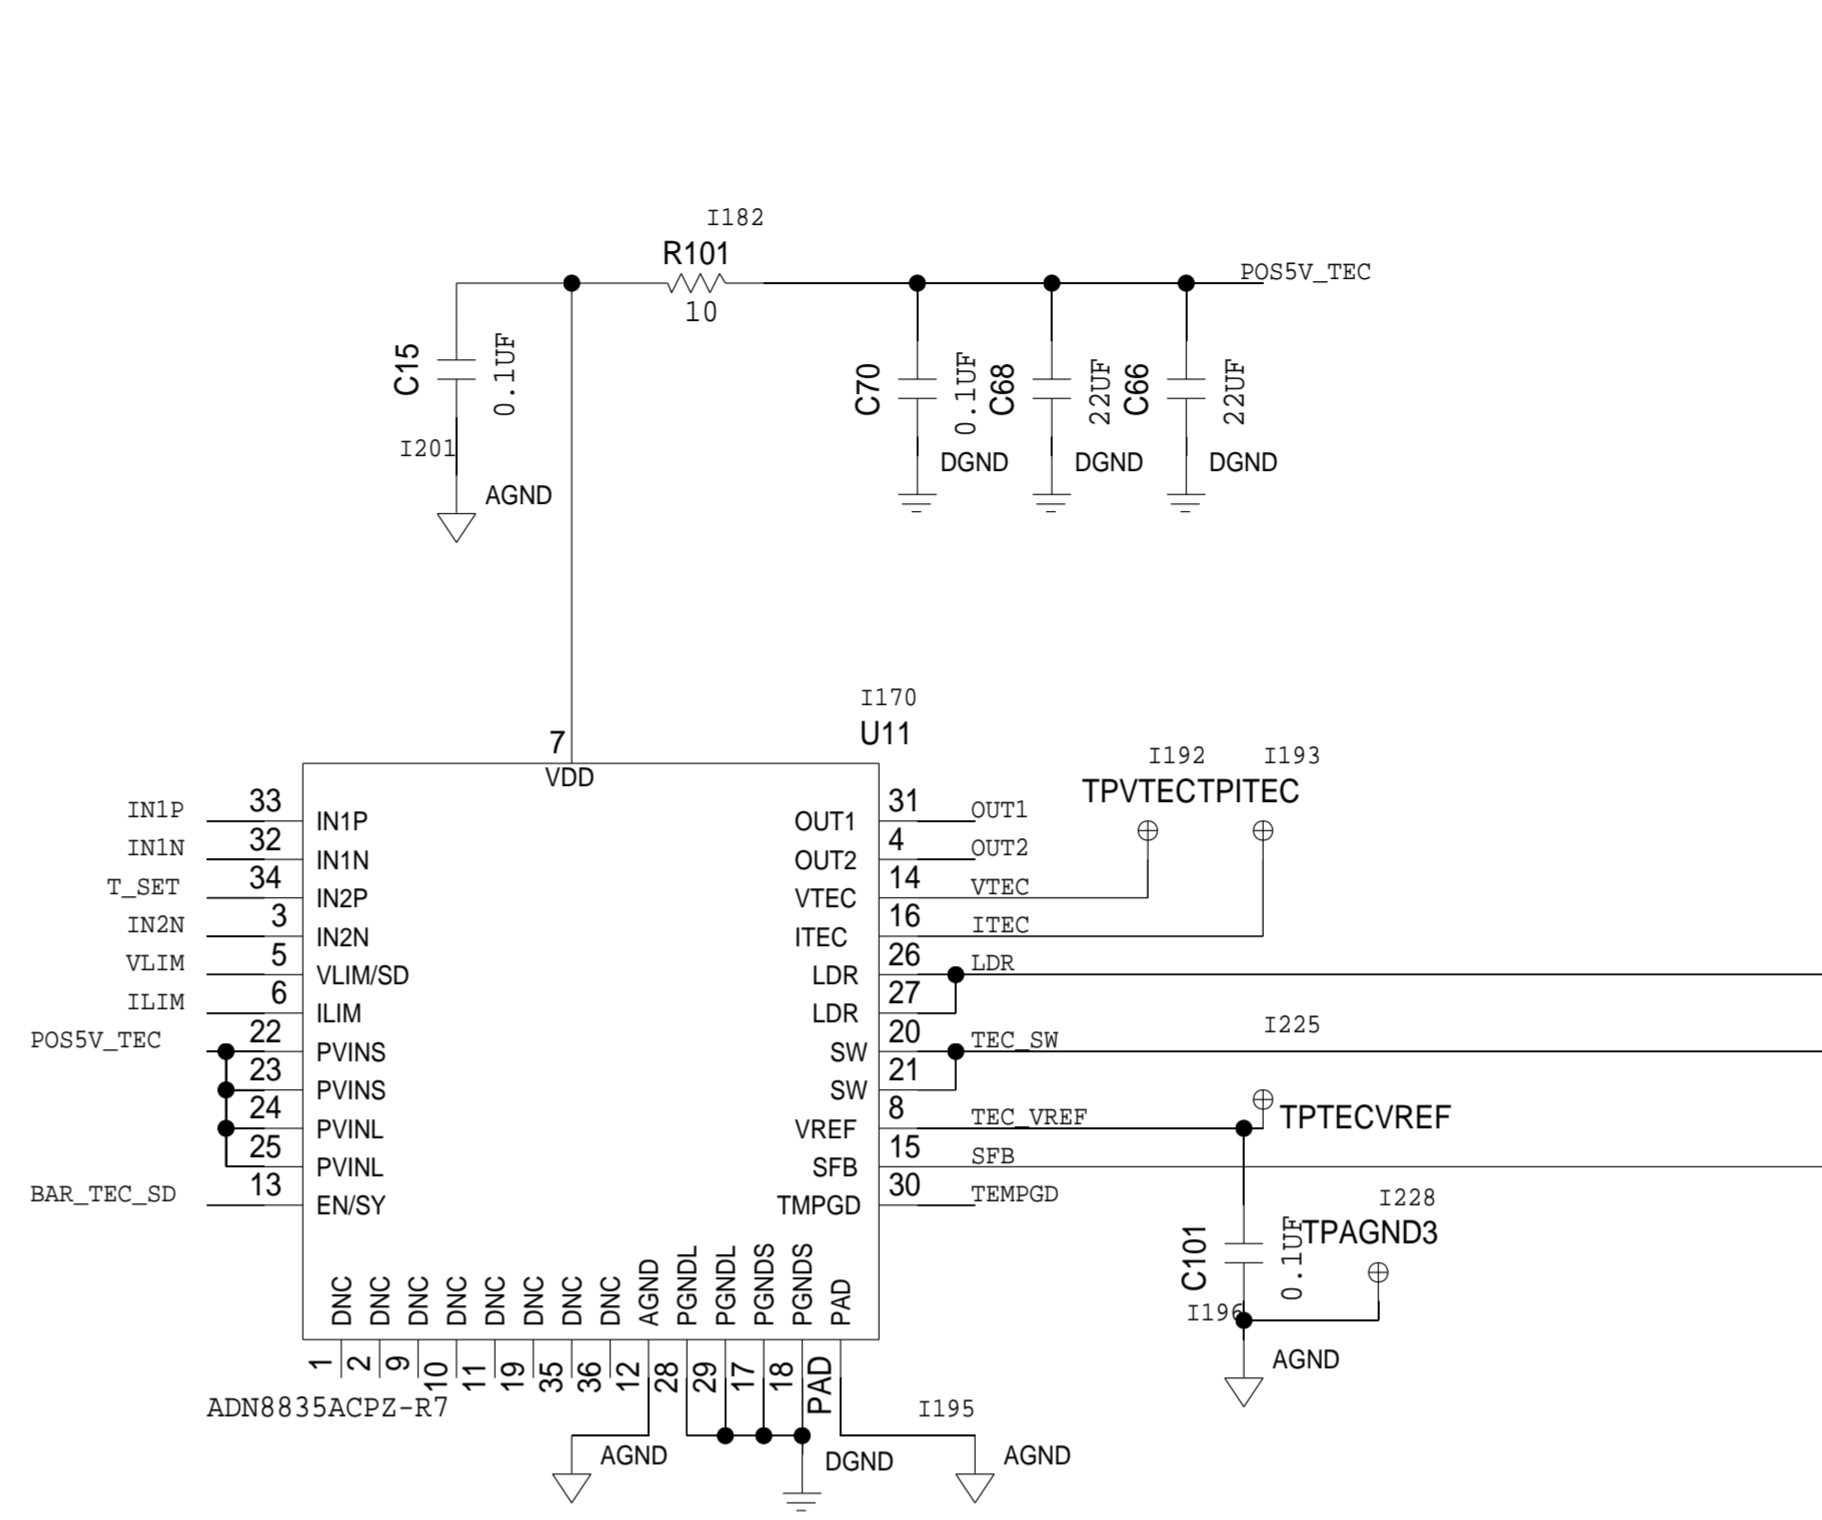 I182
R101
10
POS5V_TEC
C15
0.1UF
I201
AGND
C70
0.1UF
DGND
C68
22UF
DGND
C66
22UF
DGND
I170
U11
7
VDD
IN1P 33 IN1P
IN1N 32 IN1N
T_SET 34 IN2P
IN2N 3 IN2N
VLIM 5 VLIM/SD
ILIM 6 ILIM
POS5V_TEC 22 PVINS
23 PVINS
24 PVINL
25 PVINL
BAR_TEC_SD 13 EN/SY
OUT1 31 OUT1
OUT2 4 OUT2
VTEC 14 VTEC
ITEC 16 ITEC
LDR 26 LDR
LDR 27
SW 20 TEC_SW
SW 21
VREF 8 TEC_VREF
SFB 15 SFB
TMPGD 30 TEMPGD
I192
TPVTEC
I193
TPITEC
I225
TPTECVREF
I228
TPAGND3
C101
0.1UF
I196
AGND
DNC DNC DNC DNC DNC DNC DNC DNC AGND PGNDL PGNDL PGNDS PGNDS PAD
1 2 9 10 11 19 35 36 12 28 29 17 18 PAD
ADN8835ACPZ-R7
I195
AGND
DGND
AGND